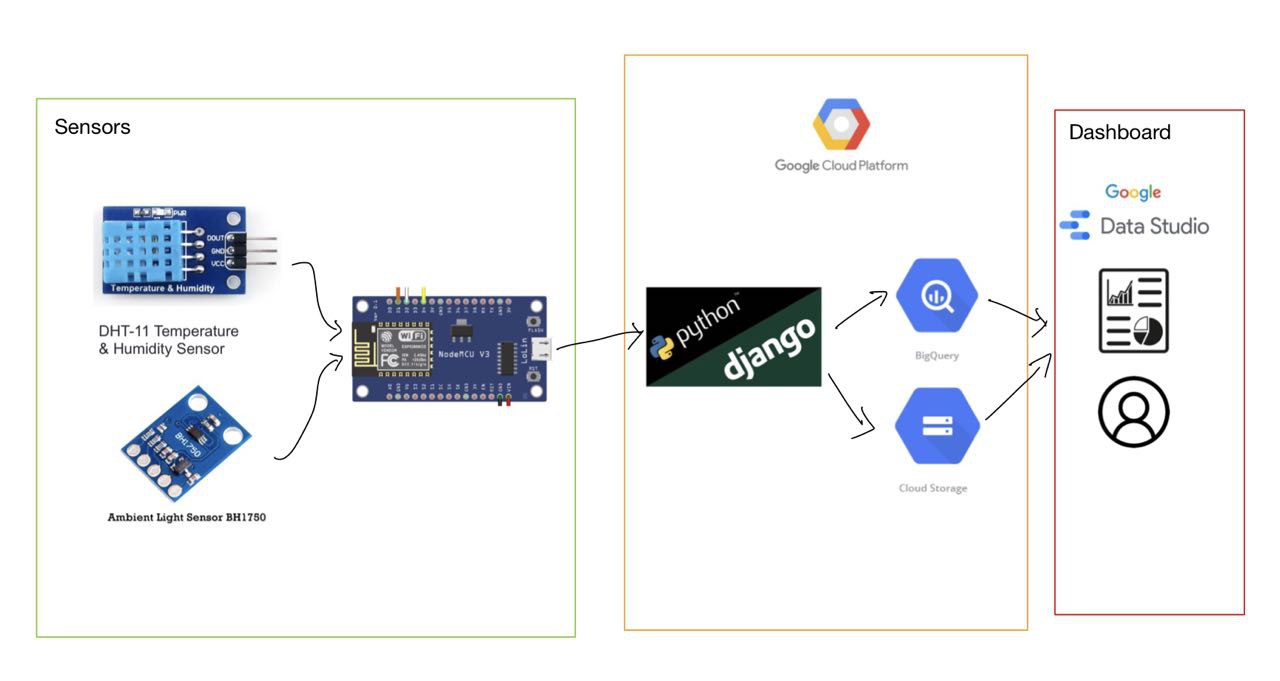 Sensors
PWR
DOUT
GND
VCC
Temperature & Humidity
DHT-11 Temperature
& Humidity Sensor
BH1750
Ambient Light Sensor BH1750
WiFi
FC
NodeMCU V3
LoLin
FLASH
RST
Google Cloud Platform
python
django
BigQuery
Cloud Storage
Dashboard
Google
Data Studio